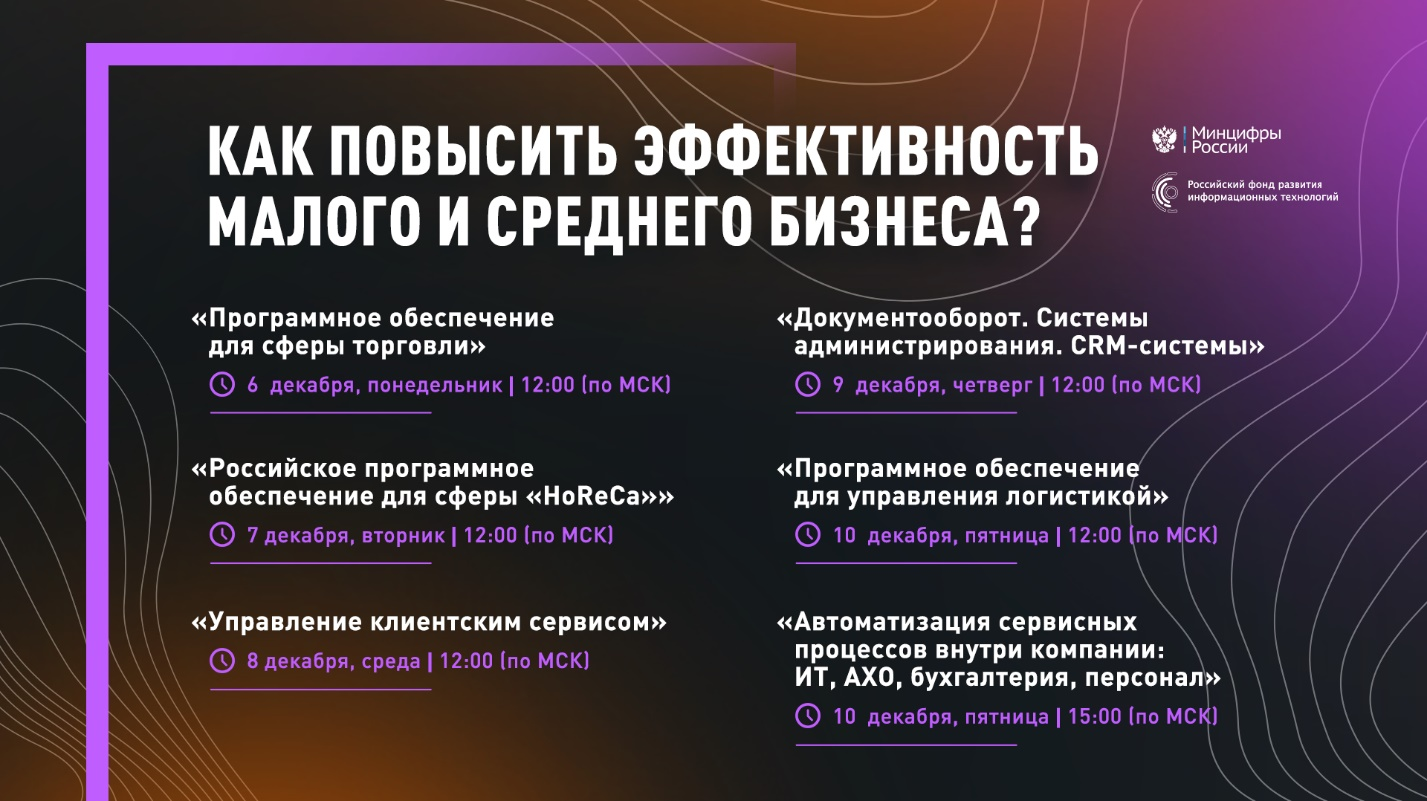 КАК ПОВЫСИТЬ ЭФФЕКТИВНОСТЬ
МАЛОГО И СРЕДНЕГО БИЗНЕСА?
Минцифры
России
Российский фонд развития
информационных технологий
«Программное обеспечение
для сферы торговли»
6 декабря, понедельник | 12:00 (по МСК)
«Российское программное
обеспечение для сферы «HoReCa»»
7 декабря, вторник | 12:00 (по МСК)
«Управление клиентским сервисом»
8 декабря, среда | 12:00 (по МСК)
«Документооборот. Системы
администрирования. CRM-системы»
9 декабря, четверг | 12:00 (по МСК)
«Программное обеспечение
для управления логистикой»
10 декабря, пятница | 12:00 (по МСК)
«Автоматизация сервисных
процессов внутри компании:
ИТ, АХО, бухгалтерия, персонал»
10 декабря, пятница | 15:00 (по МСК)